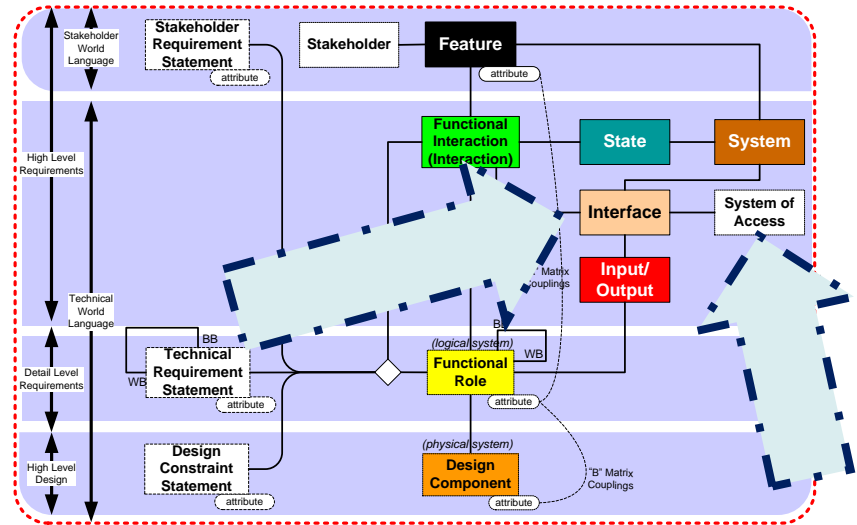 Stakeholder
World
Language
Stakeholder
Requirement
Statement
attribute
Stakeholder
Feature
attribute
High Level
Requirements
Functional
Interaction
(Interaction)
State
System
Interface
System of
Access
Input/
Output
Matrix
ouplings
Technical
World
Language
BB
WB
Technical
Requirement
Statement
attribute
(logical system)
WB
Functional
Role
attribute
Detail Level
Requirements
High Level
Design
Design
Constraint
Statement
attribute
(physical system)
Design
Component
attribute
"B" Matrix
Couplings